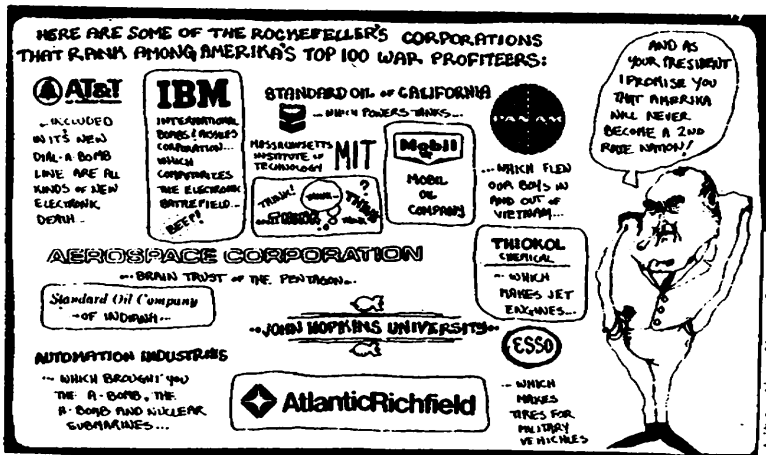 HERE ARE SOME OF THE ROCKEFELLER'S CORPORATIONS
THAT RANK AMONG AMERIKA'S TOP 100 WAR PROFITEERS:
AT&T
...INCLUDED
IN IT'S NEW
DIAL-A-BOMB
LINE ARE ALL
KINDS OF NEW
ELECTRONIC
DEATH...
IBM
INTERNATIONAL
BOMBS & MISSILES
CORPORATION...
WHICH
COMPUTORIZES
THE ELECTRONIC
BATTLEFIELD...
BEEP!
STANDARD OIL OF CALIFORNIA
...WHICH POWERS TANKS...
MASSACHUSETTS
INSTITUTE OF
TECHNOLOGY
MIT
THINK!
THINK
?
THINK
Mobil
MOBIL
OIL
COMPANY
PAN AM
...WHICH FLEW
OUR BOYS IN
AND OUT OF
VIETNAM...
AND AS
YOUR PRESIDENT
I PROMISE YOU
THAT AMERIKA
WILL NEVER
BECOME A 2ND
RATE NATION!
AEROSPACE CORPORATION
...BRAIN TRUST OF THE PENTAGON...
THIOKOL
CHEMICAL
... WHICH
MAKES JET
ENGINES...
Standard Oil Company
-OF INDIANA...
..JOHN HOPKINS UNIVERSITY..
AUTOMATION INDUSTRIES
... WHICH BROUGHT YOU
THE A-BOMB, THE
A-BOMB AND NUCLEAR
SUBMARINES...
AtlanticRichfield
ESSO
... WHICH
MAKES
TIRES FOR
MILITARY
VEHICHLES